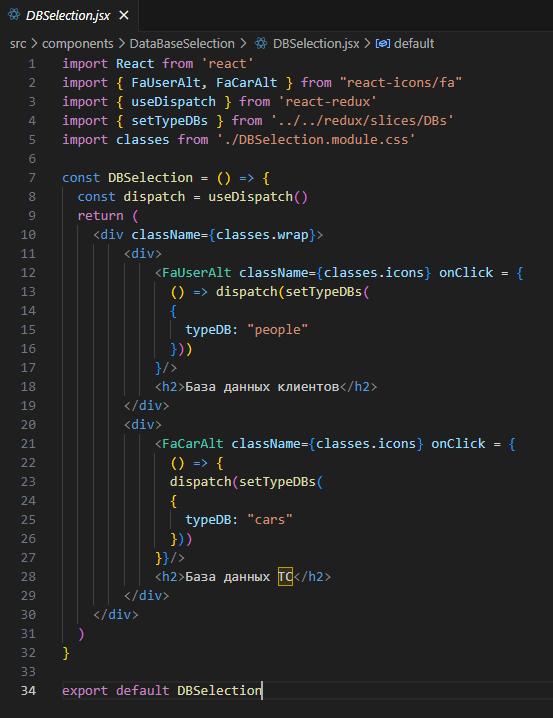 DBSelection.jsx ×
src > components > DataBaseSelection > DBSelection.jsx > default
1 import React from 'react'
2 import { FaUserAlt, FaCarAlt } from "react-icons/fa"
3 import { useDispatch } from 'react-redux'
4 import { setTypeDBs } from '../../redux/slices/DBs'
5 import classes from './DBSelection.module.css'
6
7 const DBSelection = () => {
8   const dispatch = useDispatch()
9   return (
10     <div className={classes.wrap}>
11         <div>
12             <FaUserAlt className={classes.icons} onClick = {
13               () => dispatch(setTypeDBs(
14               {
15                 typeDB: "people"
16               }))
17             }/>
18             <h2>База данных клиентов</h2>
19         </div>
20         <div>
21             <FaCarAlt className={classes.icons} onClick = {
22               () => {
23               dispatch(setTypeDBs(
24               {
25                 typeDB: "cars"
26               }))
27             }}/>
28             <h2>База данных ТС</h2>
29         </div>
30     </div>
31   )
32 }
33
34 export default DBSelection